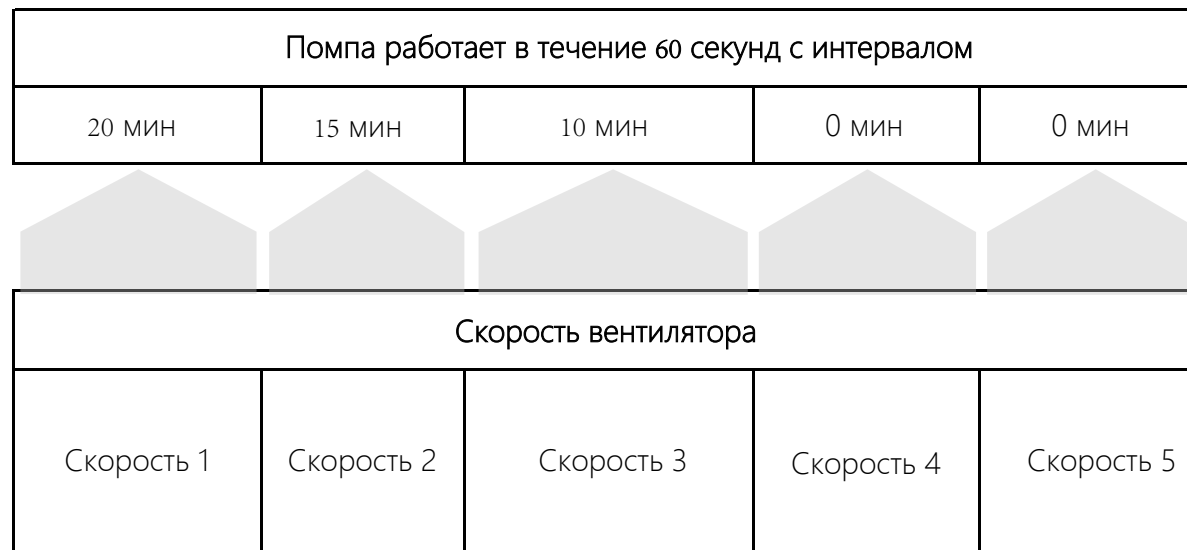 Помпа работает в течение 60 секунд с интервалом
20 мин 15 мин 10 мин 0 мин 0 мин
Скорость вентилятора
Скорость 1 Скорость 2 Скорость 3 Скорость 4 Скорость 5